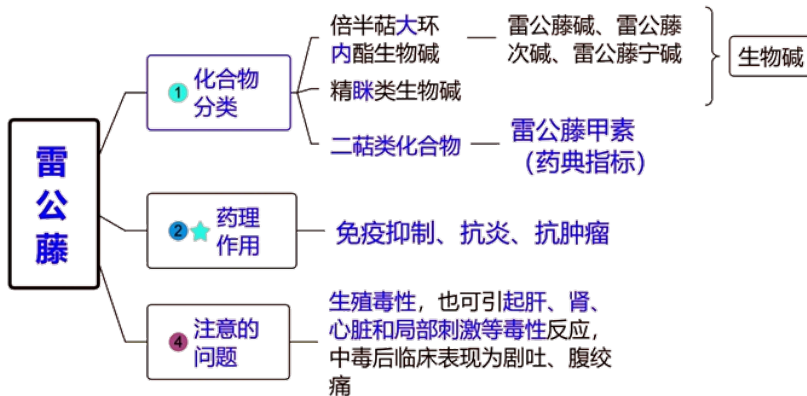 雷
公
藤
1 化合物
分类
倍半萜大环
内酯生物碱
雷公藤碱、雷公藤
次碱、雷公藤宁碱
精眯类生物碱
生物碱
二萜类化合物
雷公藤甲素
（药典指标）
2 药理
作用
免疫抑制、抗炎、抗肿瘤
4 注意的
问题
生殖毒性，也可引起肝、肾、
心脏和局部刺激等毒性反应，
中毒后临床表现为剧吐、腹绞
痛